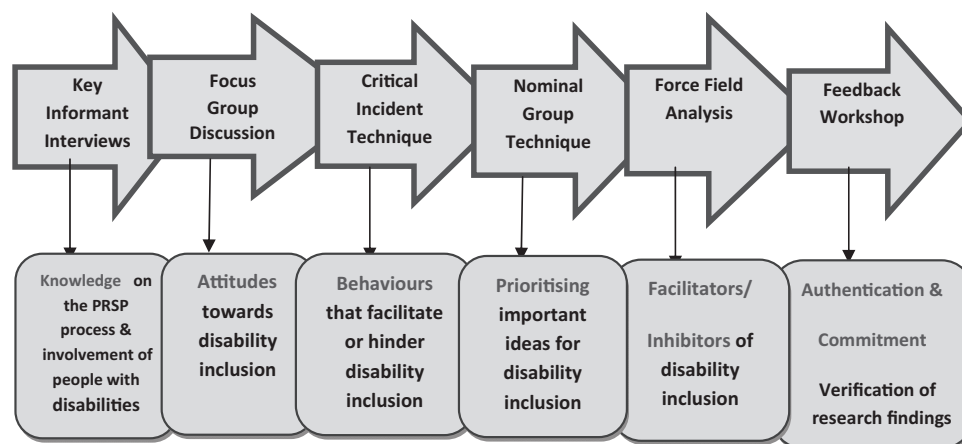 Key
Informant
Interviews
Focus
Group
Discussion
Critical
Incident
Technique
Nominal
Group
Technique
Force Field
Analysis
Feedback
Workshop
Knowledge on
the PRSP
process &
involvement of
people with
disabilities
Attitudes
towards
disability
inclusion
Behaviours
that facilitate
or hinder
disability
inclusion
Prioritising
important
ideas for
disability
inclusion
Facilitators/
Inhibitors of
disability
inclusion
Authentication &
Commitment
Verification of
research findings